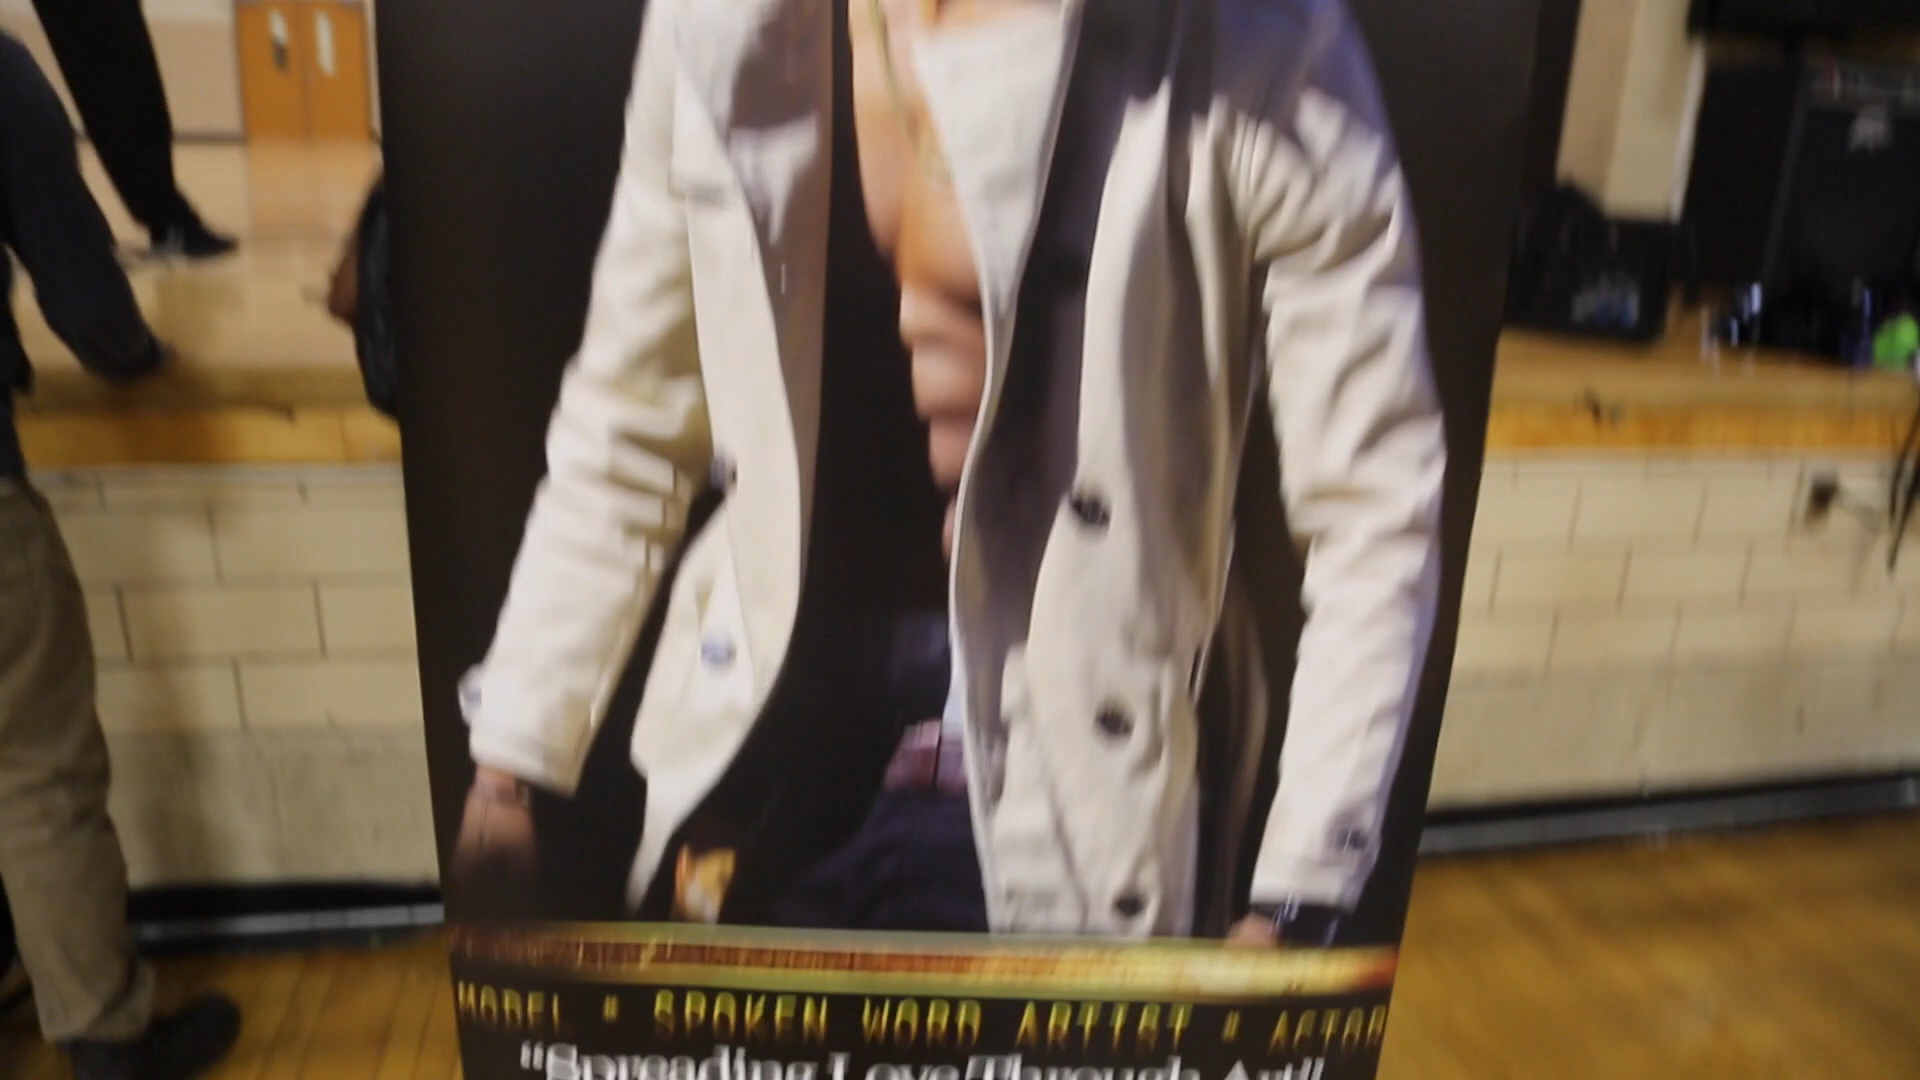 MODEL * SPOKEN WORD ARTIST * ACTOR
"Spreading Love Through Art"